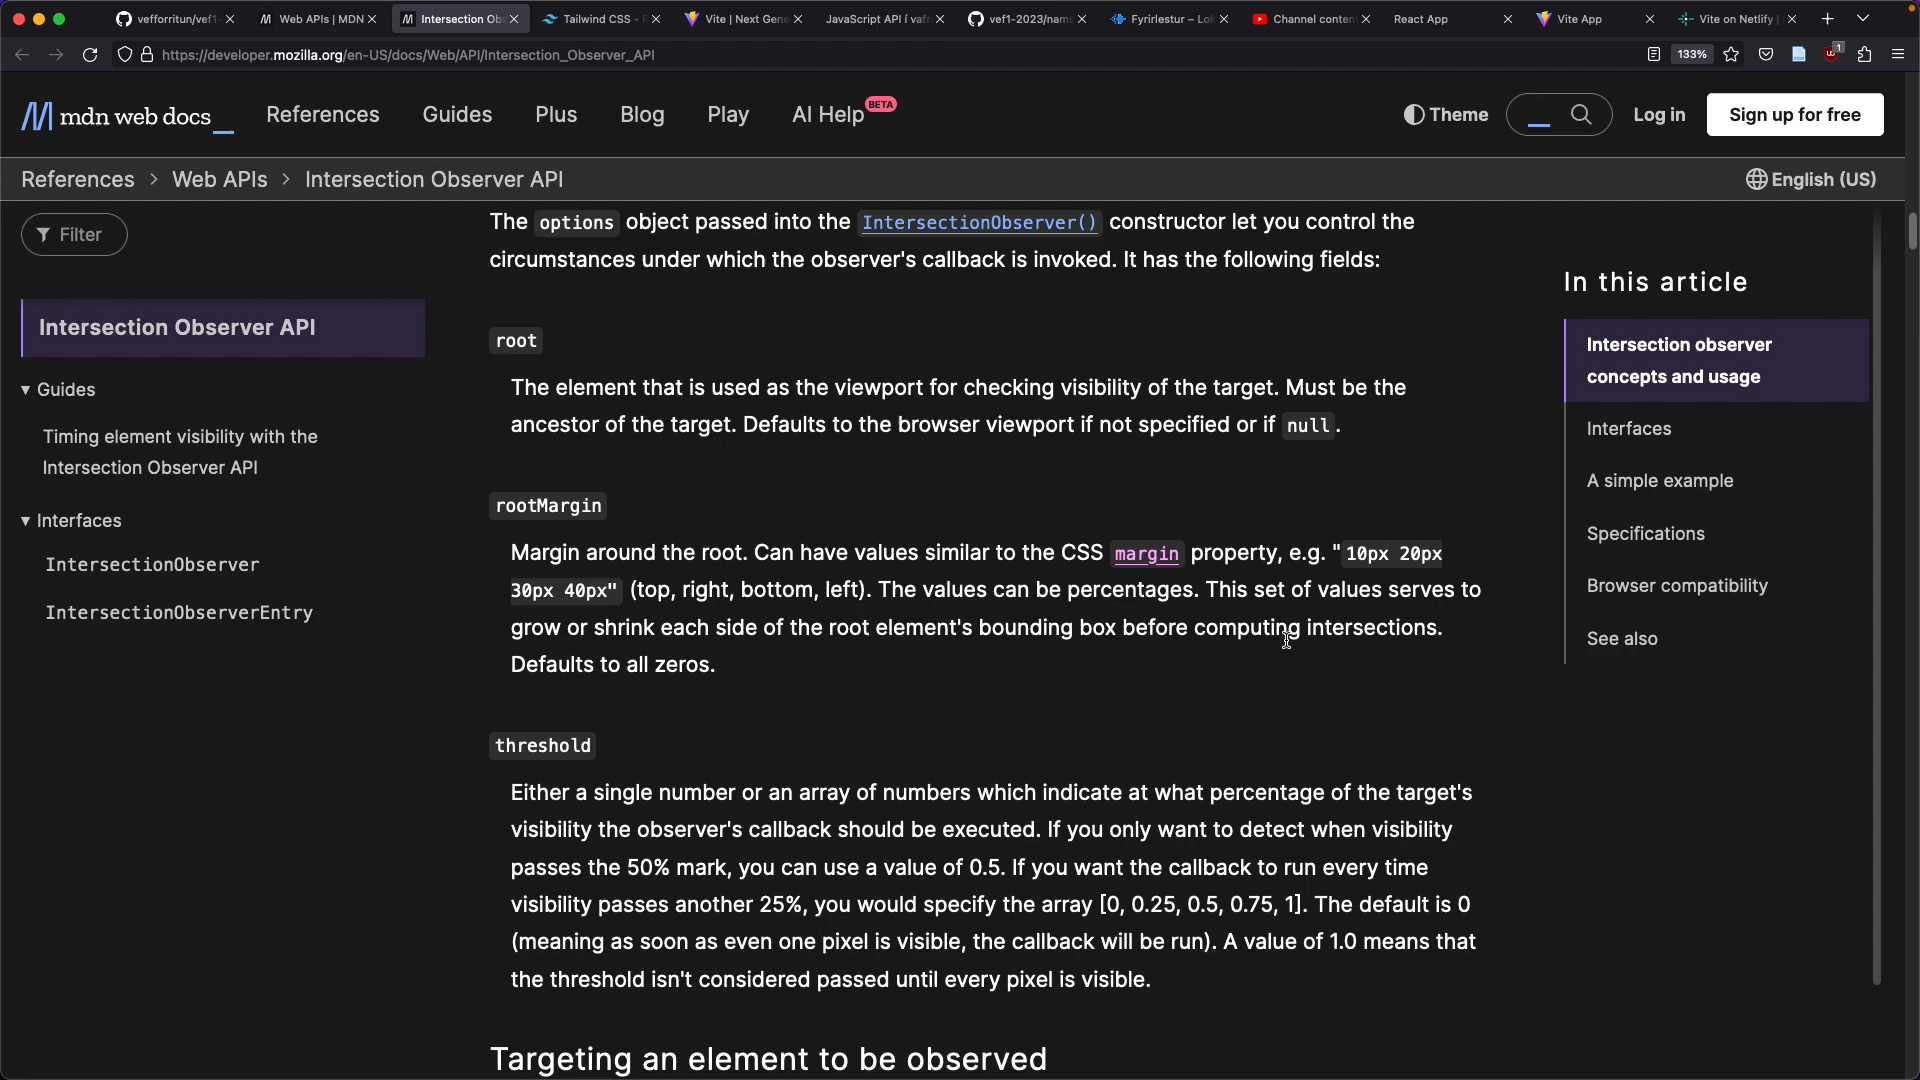 vefforritun/vef1-
Web APIs | MDN
Intersection Ob
Tailwind CSS - R
Vite | Next Gene
JavaScript API í vafr
vef1-2023/nams
Fyrirlestur – Lok
Channel content
React App
Vite App
Vite on Netlify |
https://developer.mozilla.org/en-US/docs/Web/API/Intersection_Observer_API
133%
1
mdn web docs_
References
Guides
Plus
Blog
Play
AI Help
BETA
Theme
Log in
Sign up for free
References > Web APIs > Intersection Observer API
English (US)
Filter
Intersection Observer API
Guides
Timing element visibility with the
Intersection Observer API
Interfaces
IntersectionObserver
IntersectionObserverEntry
The options object passed into the IntersectionObserver() constructor let you control the
circumstances under which the observer's callback is invoked. It has the following fields:
root
The element that is used as the viewport for checking visibility of the target. Must be the
ancestor of the target. Defaults to the browser viewport if not specified or if null.
rootMargin
Margin around the root. Can have values similar to the CSS margin property, e.g. "10px 20px
30px 40px" (top, right, bottom, left). The values can be percentages. This set of values serves to
grow or shrink each side of the root element's bounding box before computing intersections.
Defaults to all zeros.
threshold
Either a single number or an array of numbers which indicate at what percentage of the target's
visibility the observer's callback should be executed. If you only want to detect when visibility
passes the 50% mark, you can use a value of 0.5. If you want the callback to run every time
visibility passes another 25%, you would specify the array [0, 0.25, 0.5, 0.75, 1]. The default is 0
(meaning as soon as even one pixel is visible, the callback will be run). A value of 1.0 means that
the threshold isn't considered passed until every pixel is visible.
Targeting an element to be observed
In this article
Intersection observer
concepts and usage
Interfaces
A simple example
Specifications
Browser compatibility
See also